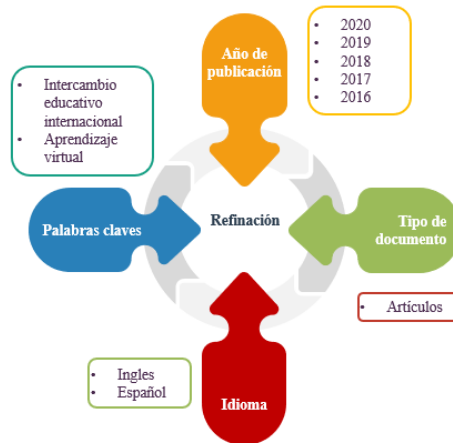 Año de
publicación
• 2020
• 2019
• 2018
• 2017
• 2016
• Intercambio
educativo
internacional
• Aprendizaje
virtual
Palabras claves
Refinación
Tipo de
documento
• Artículos
• Ingles
• Español
Idioma